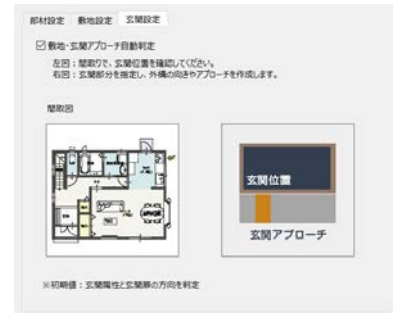 部材設定 敷地設定 玄関設定
敷地・玄関アプローチ自動判定
左図：間取りで、玄関位置を確認してください。
右図：玄関部分を指定し、外構の向きやアプローチを作成します。
間取図
玄関位置
玄関アプローチ
※初期値：玄関属性と玄関扉の方向を判定